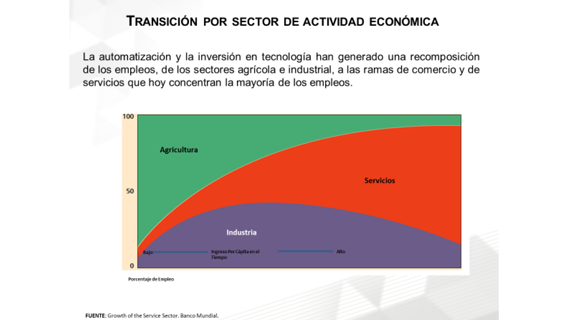 TRANSICIÓN POR SECTOR DE ACTIVIDAD ECONÓMICA
La automatización y la inversión en tecnología han generado una recomposición
de los empleos, de los sectores agrícola e industrial, a las ramas de comercio y de
servicios que hoy concentran la mayoría de los empleos.
100
Agricultura
Servicios
50
Industria
Bajo
Ingreso Per Cápita en el
Tiempo
Alto
0
Porcentaje de Empleo
FUENTE: Growth of the Service Sector, Banco Mundial.